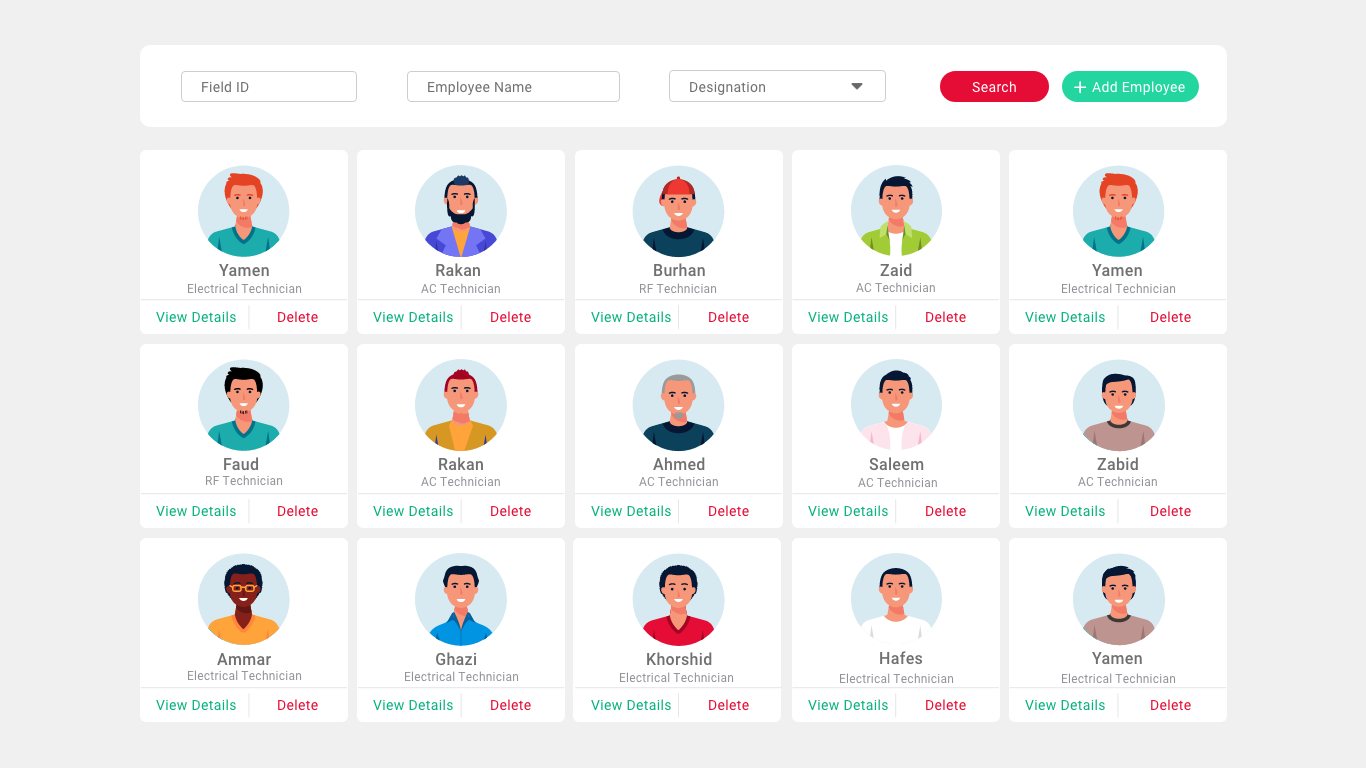 Field ID
Employee Name
Designation
Search
+ Add Employee
Yamen
Electrical Technician
View Details
Delete
Rakan
AC Technician
View Details
Delete
Burhan
RF Technician
View Details
Delete
Zaid
AC Technician
View Details
Delete
Yamen
Electrical Technician
View Details
Delete
Faud
RF Technician
View Details
Delete
Rakan
AC Technician
View Details
Delete
Ahmed
AC Technician
View Details
Delete
Saleem
AC Technician
View Details
Delete
Zabid
AC Technician
View Details
Delete
Ammar
Electrical Technician
View Details
Delete
Ghazi
Electrical Technician
View Details
Delete
Khorshid
Electrical Technician
View Details
Delete
Hafes
Electrical Technician
View Details
Delete
Yamen
Electrical Technician
View Details
Delete